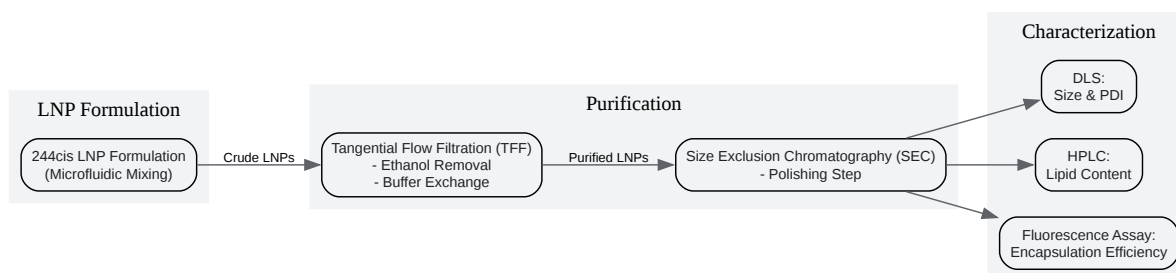 LNP Formulation
244cis LNP Formulation
(Microfluidic Mixing)
Crude LNPs
Purification
Tangential Flow Filtration (TFF)
- Ethanol Removal
- Buffer Exchange
Purified LNPs
Size Exclusion Chromatography (SEC)
- Polishing Step
Characterization
DLS:
Size & PDI
HPLC:
Lipid Content
Fluorescence Assay:
Encapsulation Efficiency